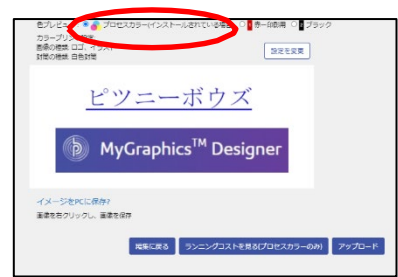 色プレビュー プロセスカラー(インストールされている場合) 赤一印刷用 ブラック
カラープリント
画像の種類 ロゴ、イラスト
封筒の種類 白色封筒
設定を変更
ピツニーボウズ
MyGraphics™ Designer
イメージをPCに保存?
画像を右クリックし、画像を保存
編集に戻る ランニングコストを見る(プロセスカラーのみ) アップロード